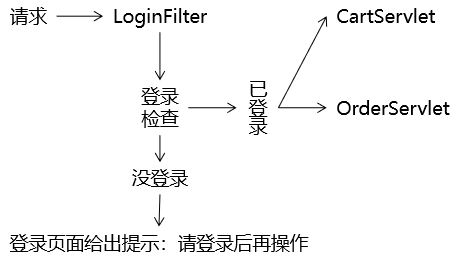 请求
LoginFilter
CartServlet
登录
检查
已登录
OrderServlet
没登录
登录页面给出提示：请登录后再操作